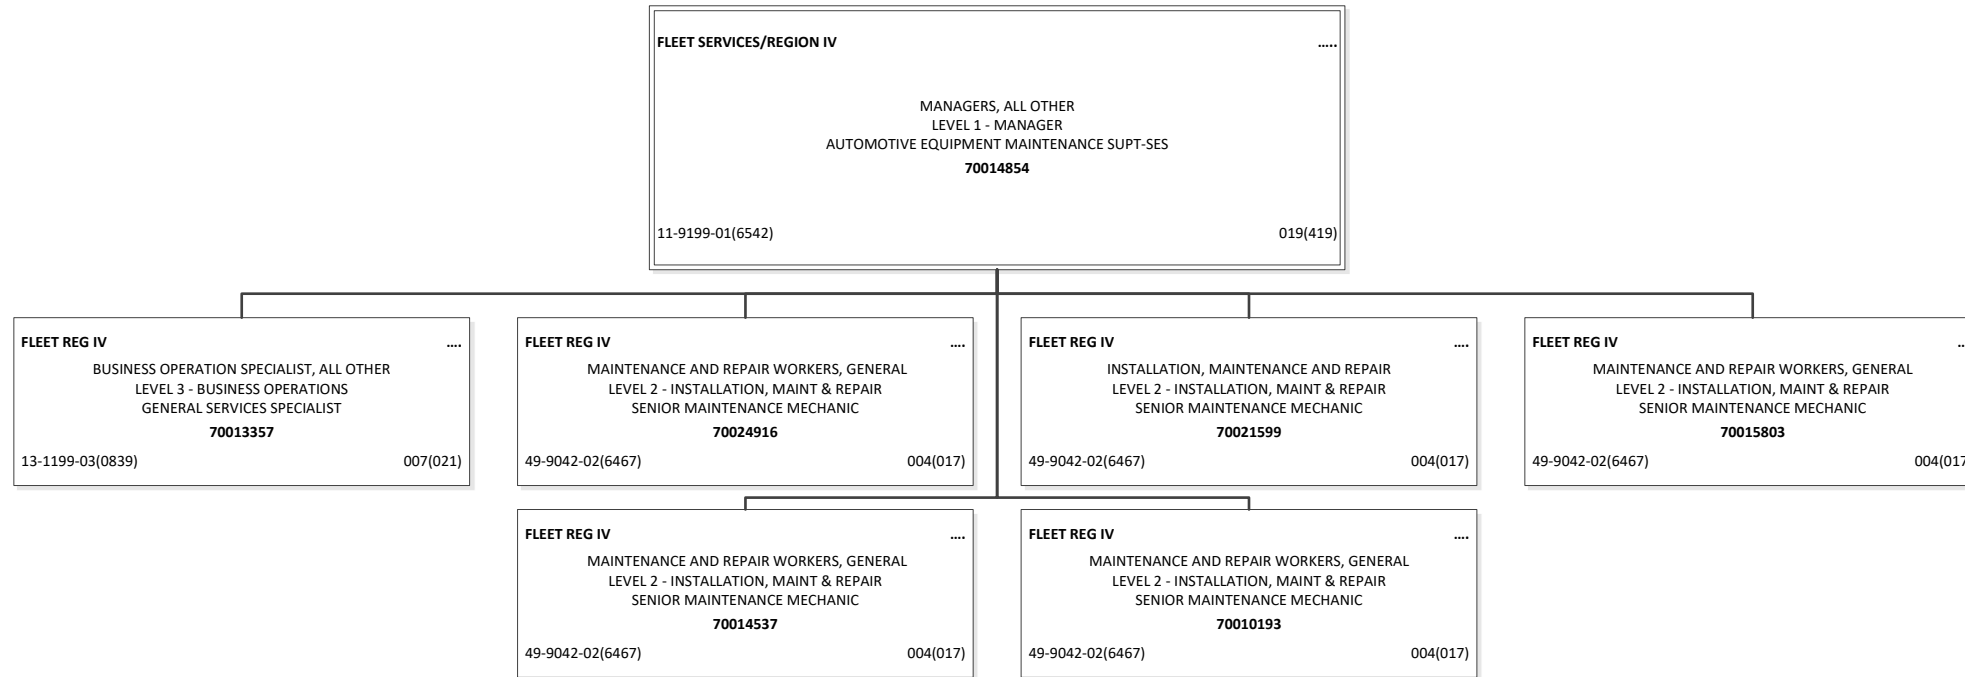 FLEET SERVICES/REGION IV .....
MANAGERS, ALL OTHER
LEVEL 1 - MANAGER
AUTOMOTIVE EQUIPMENT MAINTENANCE SUPT-SES
70014854
11-9199-01(6542) 019(419)
FLEET REG IV ....
BUSINESS OPERATION SPECIALIST, ALL OTHER
LEVEL 3 - BUSINESS OPERATIONS
GENERAL SERVICES SPECIALIST
70013357
13-1199-03(0839) 007(021)
FLEET REG IV ....
MAINTENANCE AND REPAIR WORKERS, GENERAL
LEVEL 2 - INSTALLATION, MAINT & REPAIR
SENIOR MAINTENANCE MECHANIC
70024916
49-9042-02(6467) 004(017)
FLEET REG IV ....
INSTALLATION, MAINTENANCE AND REPAIR
LEVEL 2 - INSTALLATION, MAINT & REPAIR
SENIOR MAINTENANCE MECHANIC
70021599
49-9042-02(6467) 004(017)
FLEET REG IV ..
MAINTENANCE AND REPAIR WORKERS, GENERAL
LEVEL 2 - INSTALLATION, MAINT & REPAIR
SENIOR MAINTENANCE MECHANIC
70015803
49-9042-02(6467) 004(017
FLEET REG IV ....
MAINTENANCE AND REPAIR WORKERS, GENERAL
LEVEL 2 - INSTALLATION, MAINT & REPAIR
SENIOR MAINTENANCE MECHANIC
70014537
49-9042-02(6467) 004(017)
FLEET REG IV ....
MAINTENANCE AND REPAIR WORKERS, GENERAL
LEVEL 2 - INSTALLATION, MAINT & REPAIR
SENIOR MAINTENANCE MECHANIC
70010193
49-9042-02(6467) 004(017)